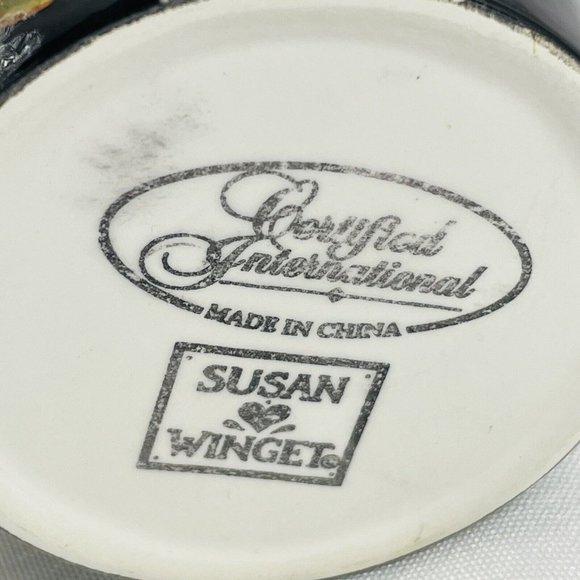 Certified
International
MADE IN CHINA
SUSAN
WINGET©